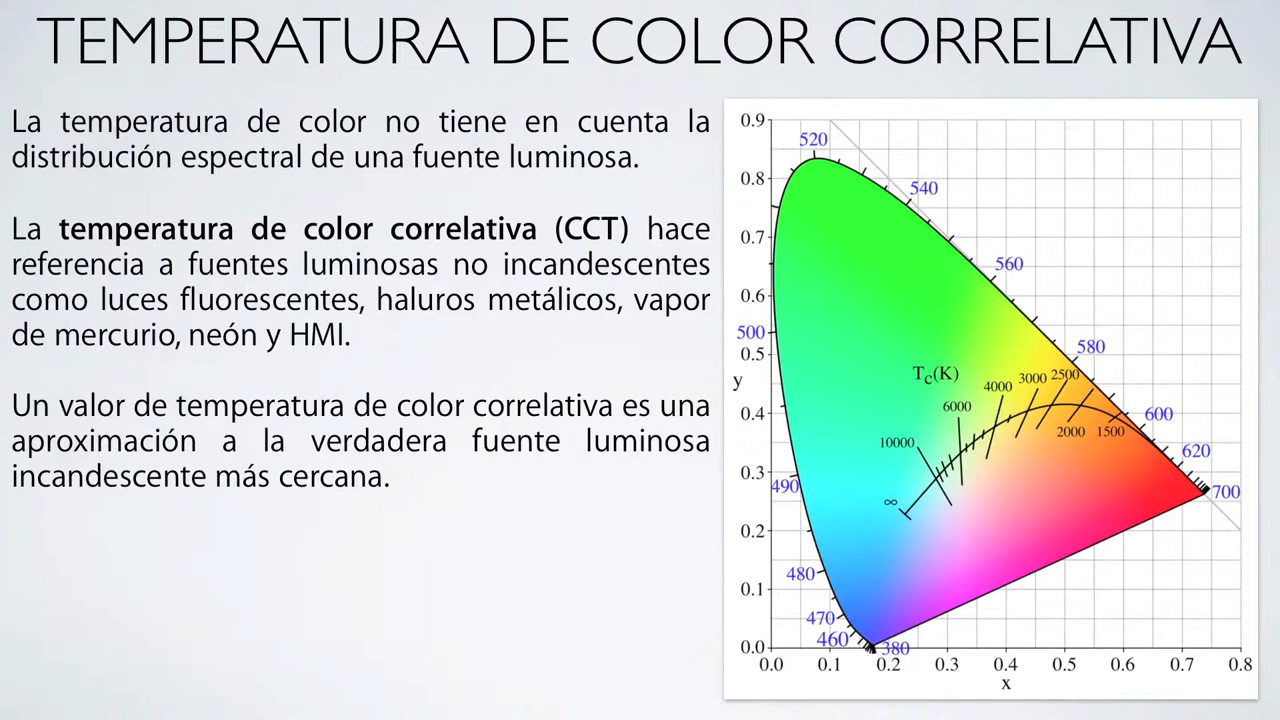 TEMPERATURA DE COLOR CORRELATIVA
La temperatura de color no tiene en cuenta la
distribución espectral de una fuente luminosa.
La temperatura de color correlativa (CCT) hace
referencia a fuentes luminosas no incandescentes
como luces fluorescentes, haluros metálicos, vapor
de mercurio, neón y HMI.
Un valor de temperatura de color correlativa es una
aproximación a la verdadera fuente luminosa
incandescente más cercana.
0.9
520
0.8
540
0.7
560
0.6
500
580
0.5
y
Tc(K)
4000
3000
2500
6000
0.4
600
10000
2000
1500
620
0.3
490
∞
700
0.2
480
0.1
470
460
0.0
380
0.0 0.1 0.2 0.3 0.4 0.5 0.6 0.7 0.8
x